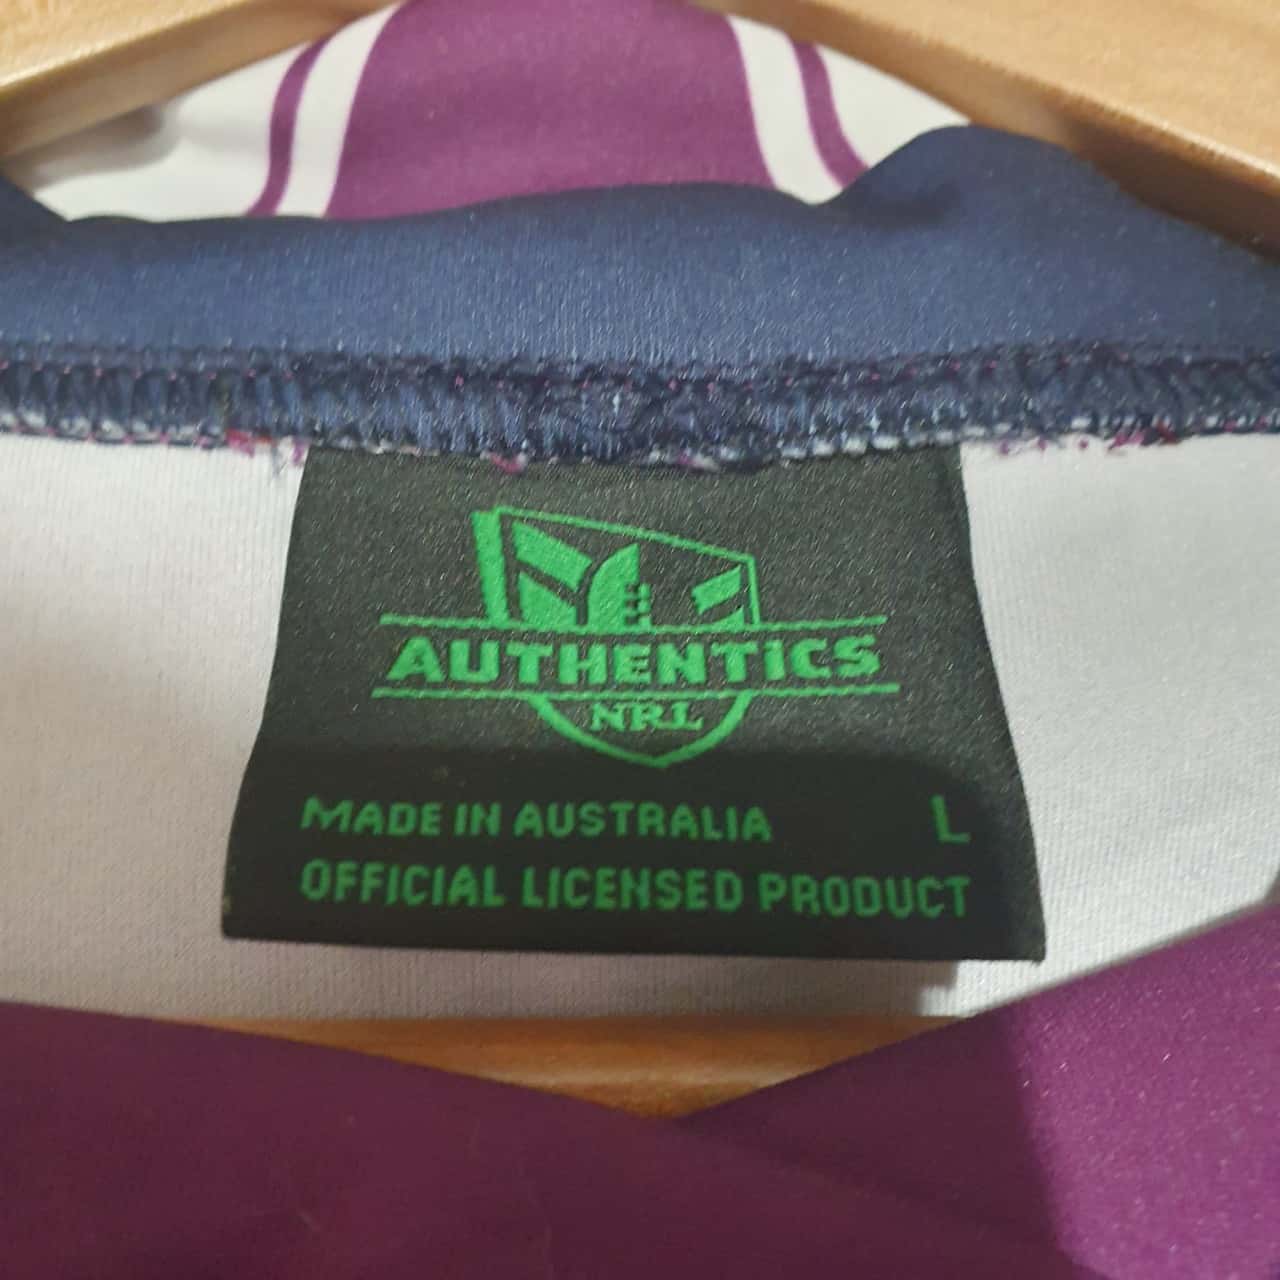 AUTHENTICS
NRL
MADE IN AUSTRALIA L
OFFICIAL LICENSED PRODUCT